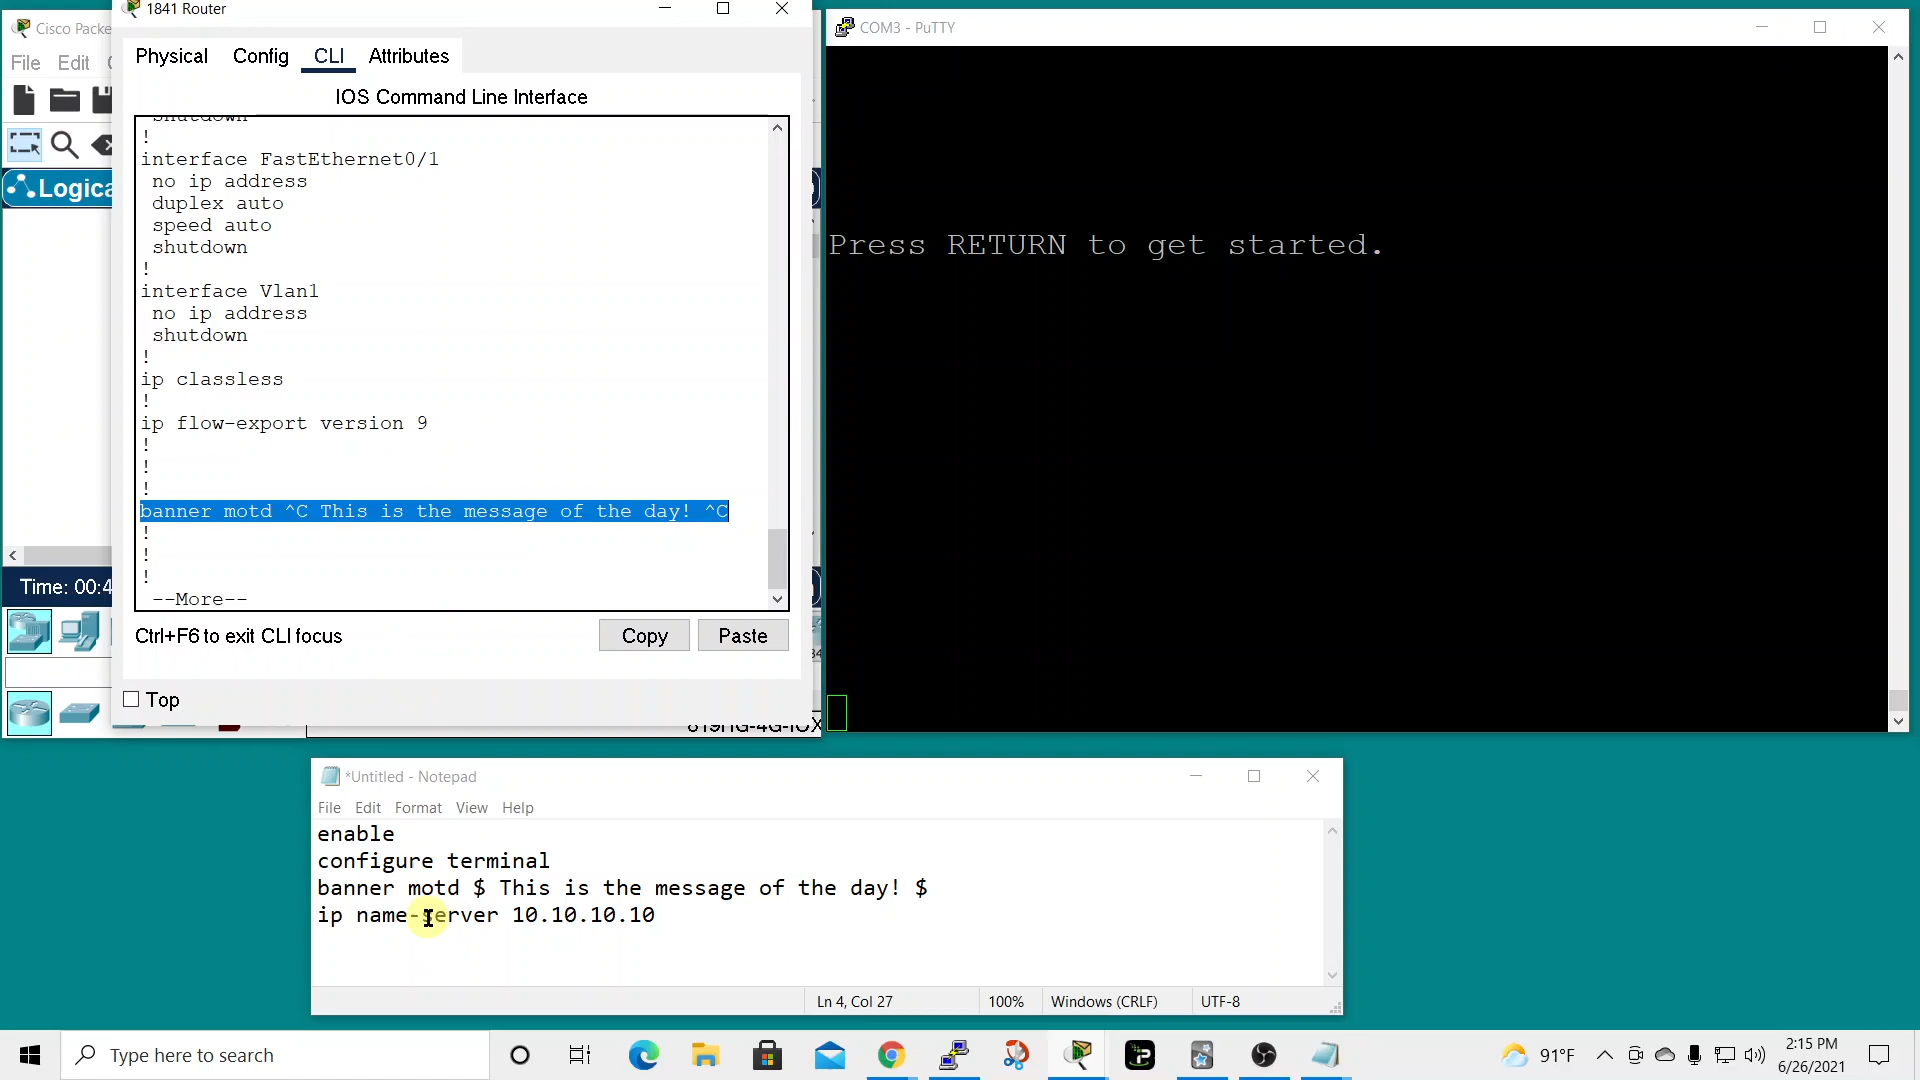 1841 Router
Cisco Packe
File Edit
Logica
Time: 00:4
Physical Config CLI Attributes
IOS Command Line Interface
shutdown
!
interface FastEthernet0/1
no ip address
duplex auto
speed auto
shutdown
!
interface Vlan1
no ip address
shutdown
!
ip classless
!
ip flow-export version 9
!
!
!
banner motd ^C This is the message of the day! ^C
!
!
!
--More--
Ctrl+F6 to exit CLI focus
Copy Paste
Top
819HG-4G-IOX
COM3 - PuTTY
Press RETURN to get started.
*Untitled - Notepad
File Edit Format View Help
enable
configure terminal
banner motd $ This is the message of the day! $
ip name-server 10.10.10.10
Ln 4, Col 27 100% Windows (CRLF) UTF-8
Type here to search
91°F
2:15 PM
6/26/2021